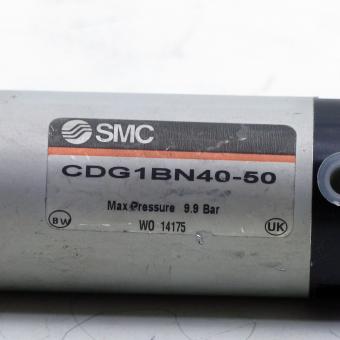 SMC
CDG1BN40-50
Max Pressure 9.9 Bar
BW WO 14175 UK